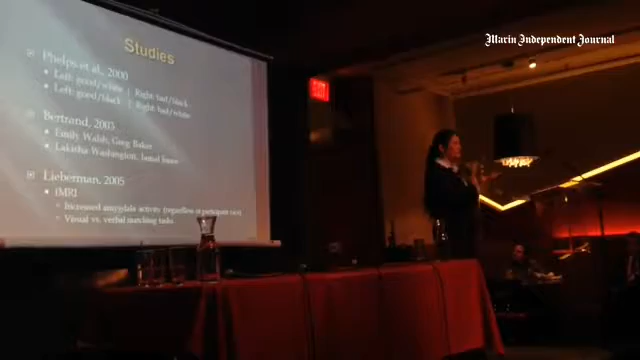 Marin Independent Journal
EXIT
Studies
Phelps et al., 2000
Left: good/white | Right: bad/black
Left: good/black | Right: bad/white
Bertrand, 2003
Emily Walsh, Greg Baker
Lakisha Washington, Jamal Jones
Lieberman, 2005
fMRI
Increased amygdala activity (regardless of participant race)
Visual vs. verbal matching tasks